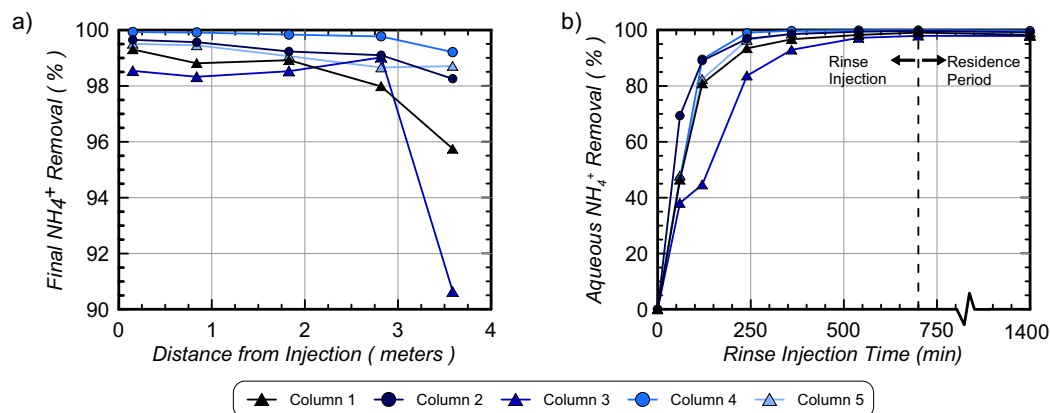 a)
Final NH4+ Removal ( % )
100
98
96
94
92
90
0
1
2
3
4
Distance from Injection ( meters )
b)
Aqueous NH4+ Removal ( % )
100
80
60
40
20
0
0
250
500
750
1400
Rinse Injection Time (min)
Rinse
Injection
Residence
Period
Column 1
Column 2
Column 3
Column 4
Column 5